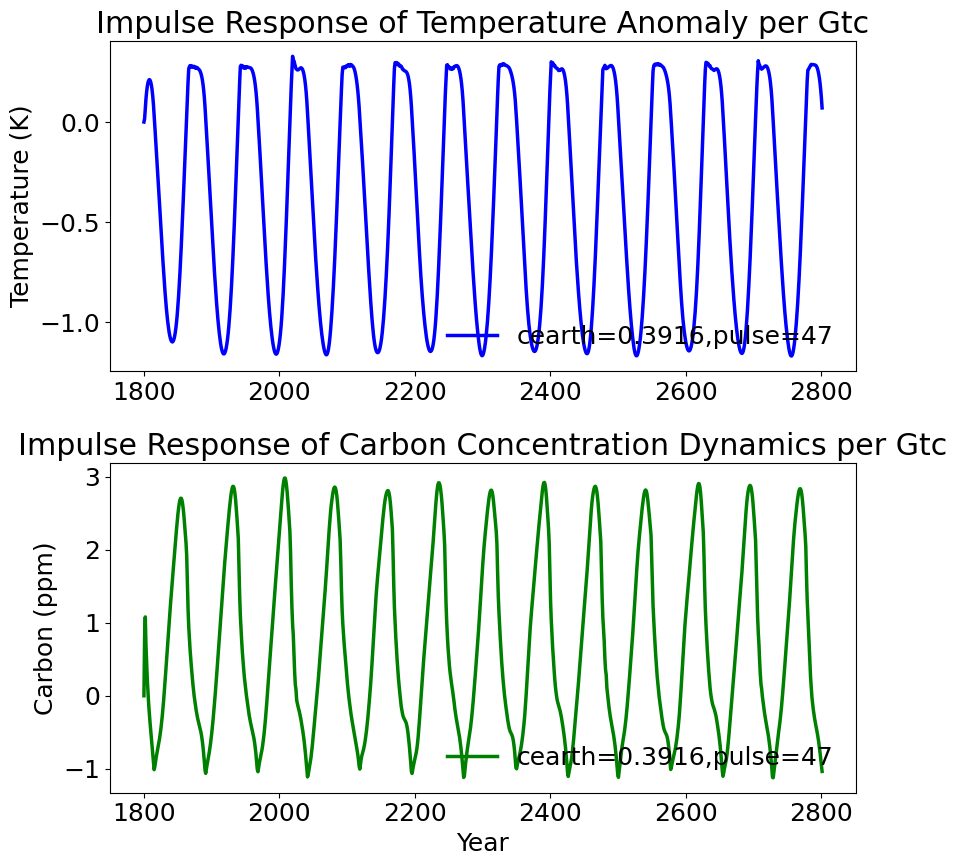 Impulse Response of Temperature Anomaly per Gtc
Temperature (K)
0.0
−0.5
−1.0
cearth=0.3916,pulse=47
1800 2000 2200 2400 2600 2800
Impulse Response of Carbon Concentration Dynamics per Gtc
Carbon (ppm)
3
2
1
0
−1
cearth=0.3916,pulse=47
1800 2000 2200 2400 2600 2800
Year